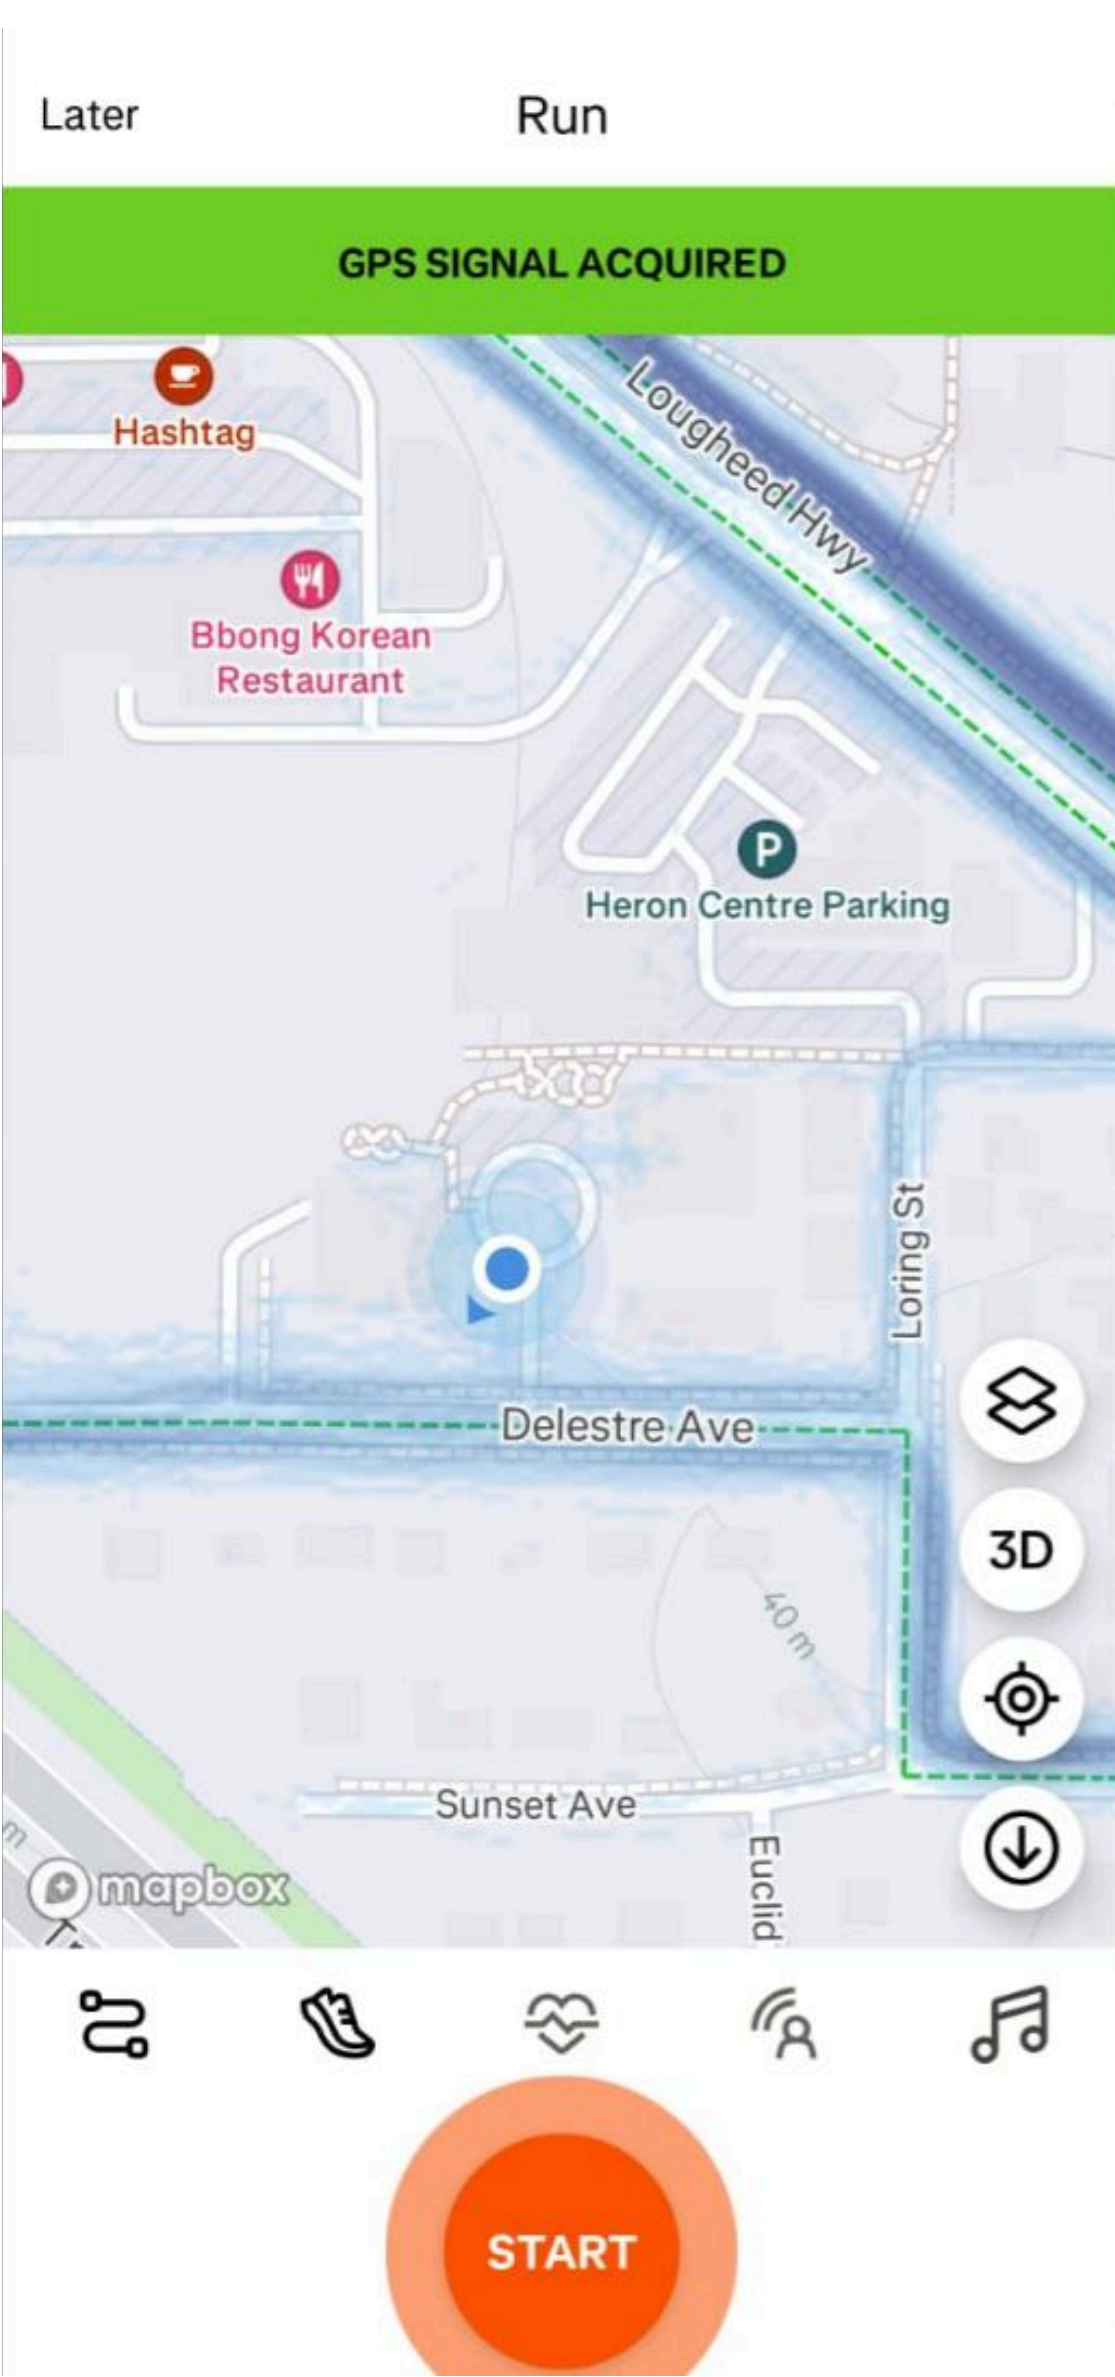 Later
Run
GPS SIGNAL ACQUIRED
Lougheed Hwy
Hashtag
Bbong Korean
Restaurant
P
Heron Centre Parking
Loring St
Delestre Ave
3D
40 m
Sunset Ave
Euclid
m
mapbox
START